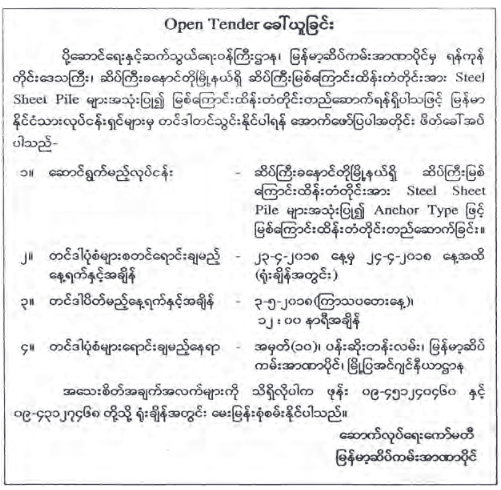 Open Tender ခေါ်ယူခြင်း
ပို့ဆောင်ရေးနှင့်ဆက်သွယ်ရေးဝန်ကြီးဌာန၊ မြန်မာ့ဆိပ်ကမ်းအာဏာပိုင်မှ ရန်ကုန်
တိုင်းဒေသကြီး၊ ဆိပ်ကြီးခနောင်တိုမြို့နယ်ရှိ ဆိပ်ကြီးမြစ်ကြောင်းထိန်းတံတိုင်းအား Steel
Sheet Pile များအသုံးပြု၍ မြစ်ကြောင်းထိန်းတံတိုင်းတည်ဆောက်ရန်ရှိပါသဖြင့် မြန်မာ
နိုင်ငံသားလုပ်ငန်းရှင်များမှ တင်ဒါတင်သွင်းနိုင်ပါရန် အောက်ဖော်ပြပါအတိုင်း ဖိတ်ခေါ်အပ်
ပါသည်-
၁။ ဆောင်ရွက်မည့်လုပ်ငန်း - ဆိပ်ကြီးခနောင်တိုမြို့နယ်ရှိ ဆိပ်ကြီးမြစ်
ကြောင်းထိန်းတံတိုင်းအား Steel Sheet
Pile များအသုံးပြု၍ Anchor Type ဖြင့်
မြစ်ကြောင်းထိန်းတံတိုင်းတည်ဆောက်ခြင်း။
၂။ တင်ဒါပုံစံများစတင်ရောင်းချမည့် - ၂၃-၄-၂၀၁၈ နေ့မှ ၂၄-၄-၂၀၁၈ နေ့အထိ
နေ့ရက်နှင့်အချိန် (ရုံးချိန်အတွင်း)
၃။ တင်ဒါပိတ်မည့်နေ့ရက်နှင့်အချိန် - ၃-၅-၂၀၁၈(ကြာသပတေးနေ့)၊
၁၂း၀၀ နာရီအချိန်
၄။ တင်ဒါပုံစံများရောင်းချမည့်နေရာ - အမှတ်(၁၀)၊ ပန်းဆိုးတန်းလမ်း၊ မြန်မာ့ဆိပ်
ကမ်းအာဏာပိုင်၊ မြို့ပြအင်ဂျင်နီယာဌာန
အသေးစိတ်အချက်အလက်များကို သိရှိလိုပါက ဖုန်း ၀၉-၄၅၁၂၄၀၄၆၀ နှင့်
၀၉-၄၃၁၂၇၄၆၈ တို့သို့ ရုံးချိန်အတွင်း မေးမြန်းစုံစမ်းနိုင်ပါသည်။
ဆောက်လုပ်ရေးကော်မတီ
မြန်မာ့ဆိပ်ကမ်းအာဏာပိုင်